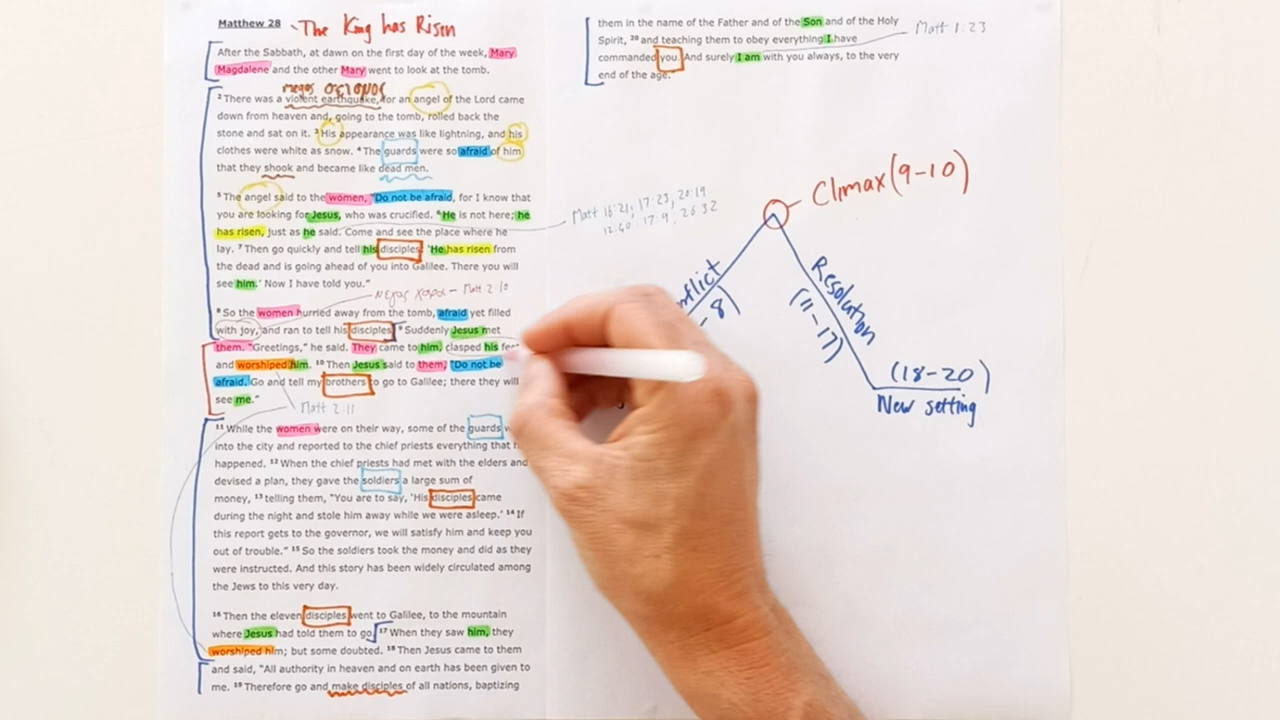 Matthew 28 The King has Risen
After the Sabbath, at dawn on the first day of the week, Mary
Magdalene and the other Mary went to look at the tomb.
μεγας σεισμος
² There was a violent earthquake, for an angel of the Lord came
down from heaven and, going to the tomb, rolled back the
stone and sat on it. ³ His appearance was like lightning, and his
clothes were white as snow. ⁴ The guards were so afraid of him
that they shook and became like dead men.
⁵ The angel said to the women, "Do not be afraid, for I know that
you are looking for Jesus, who was crucified. ⁶ He is not here; he
has risen, just as he said. Come and see the place where he
lay. ⁷ Then go quickly and tell his disciples: 'He has risen from
the dead and is going ahead of you into Galilee. There you will
see him.' Now I have told you."
Matt 2:10
⁸ So the women hurried away from the tomb, afraid yet filled
with joy, and ran to tell his disciples. ⁹ Suddenly Jesus met
them. "Greetings," he said. They came to him, clasped his fee
and worshiped him. ¹⁰ Then Jesus said to them, "Do not be
afraid. Go and tell my brothers to go to Galilee; there they will
see me."
Matt 2:11
¹¹ While the women were on their way, some of the guards
into the city and reported to the chief priests everything that
happened. ¹² When the chief priests had met with the elders and
devised a plan, they gave the soldiers a large sum of
money, ¹³ telling them, "You are to say, 'His disciples came
during the night and stole him away while we were asleep.' ¹⁴ If
this report gets to the governor, we will satisfy him and keep you
out of trouble." ¹⁵ So the soldiers took the money and did as they
were instructed. And this story has been widely circulated among
the Jews to this very day.
¹⁶ Then the eleven disciples went to Galilee, to the mountain
where Jesus had told them to go. ¹⁷ When they saw him, they
worshiped him; but some doubted. ¹⁸ Then Jesus came to them
and said, "All authority in heaven and on earth has been given to
me. ¹⁹ Therefore go and make disciples of all nations, baptizing
them in the name of the Father and of the Son and of the Holy
Spirit, ²⁰ and teaching them to obey everything I have
commanded you. And surely I am with you always, to the very
end of the age."
Matt 1:23
Matt 16:21; 17:23, 20:19
12:40 17:9 26:32
Climax (9-10)
nflict
-8)
Resolution
(11-17)
(18-20)
New setting